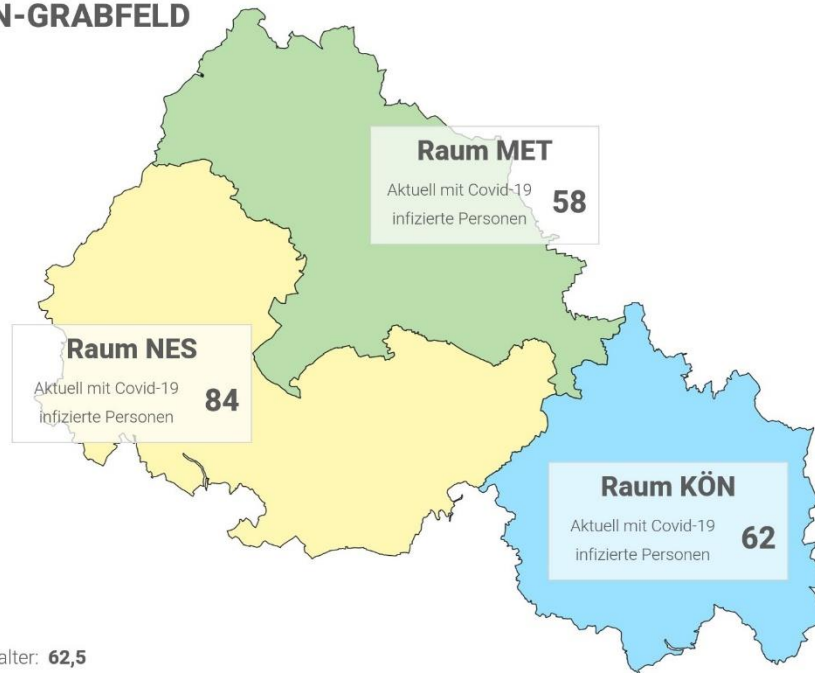 N-GRABFELD
Raum MET
Aktuell mit Covid-19
infizierte Personen
58
Raum NES
Aktuell mit Covid-19
infizierte Personen
84
Raum KÖN
Aktuell mit Covid-19
infizierte Personen
62
alter: 62,5